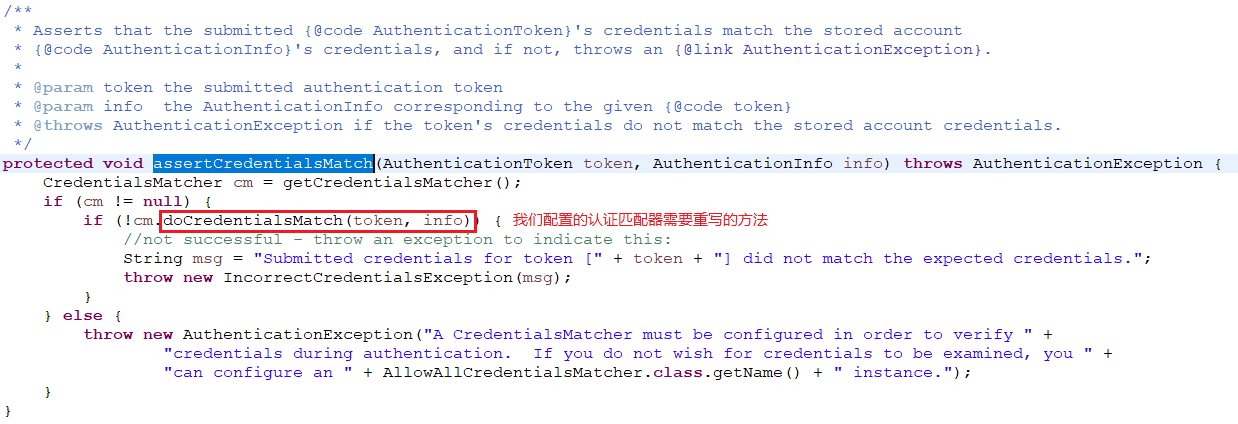 /**
 * Asserts that the submitted {@code AuthenticationToken}'s credentials match the stored account
 * {@code AuthenticationInfo}'s credentials, and if not, throws an {@link AuthenticationException}.
 *
 * @param token the submitted authentication token
 * @param info  the AuthenticationInfo corresponding to the given {@code token}
 * @throws AuthenticationException if the token's credentials do not match the stored account credentials.
 */
protected void assertCredentialsMatch(AuthenticationToken token, AuthenticationInfo info) throws AuthenticationException {
    CredentialsMatcher cm = getCredentialsMatcher();
    if (cm != null) {
        if (!cm.doCredentialsMatch(token, info)) { 我们配置的认证匹配器需要重写的方法
            //not successful - throw an exception to indicate this:
            String msg = "Submitted credentials for token [" + token + "] did not match the expected credentials.";
            throw new IncorrectCredentialsException(msg);
        }
    } else {
        throw new AuthenticationException("A CredentialsMatcher must be configured in order to verify " +
                "credentials during authentication.  If you do not wish for credentials to be examined, you " +
                "can configure an " + AllowAllCredentialsMatcher.class.getName() + " instance.");
    }
}